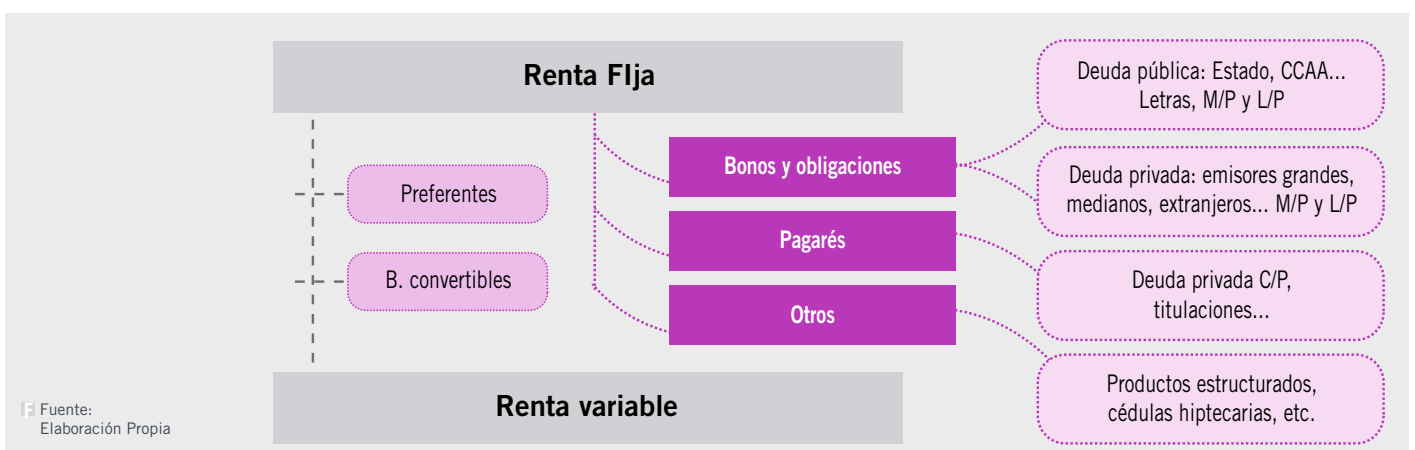 Renta FIja
Preferentes
B. convertibles
Bonos y obligaciones
Pagarés
Otros
Deuda pública: Estado, CCAA...
Letras, M/P y L/P
Deuda privada: emisores grandes,
medianos, extranjeros... M/P y L/P
Deuda privada C/P,
titulaciones...
Productos estructurados,
cédulas hiptecarias, etc.
Renta variable
F Fuente:
Elaboración Propia